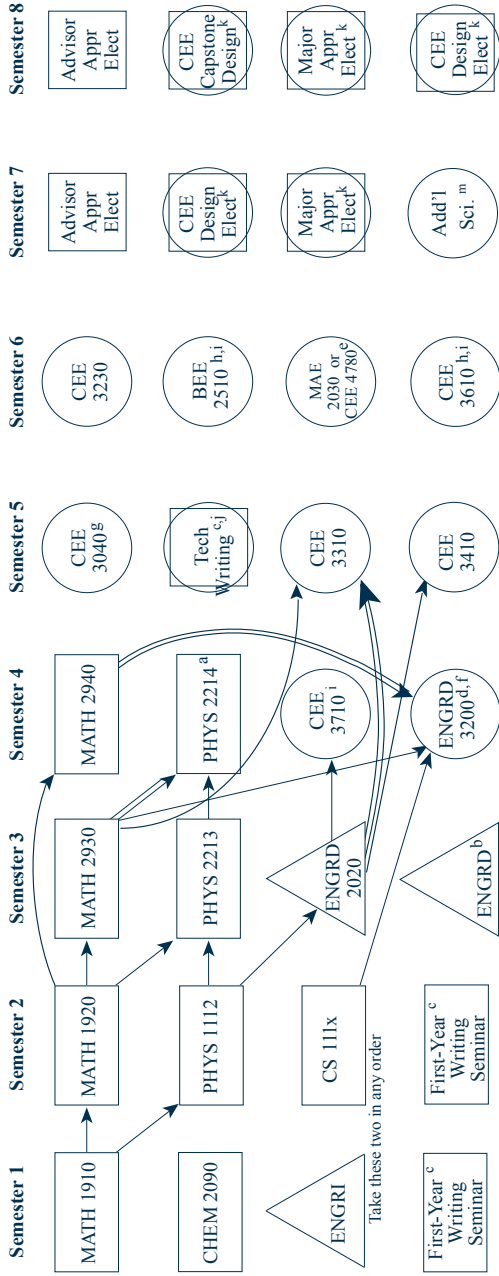 Semester 1
MATH 1910
CHEM 2090
ENGRI
Take these two in any order
First-Year c
Writing
Seminar
Semester 2
MATH 1920
PHYS 1112
CS 111x
First-Year c
Writing
Seminar
Semester 3
MATH 2930
PHYS 2213
ENGRD
2020
ENGRD b
Semester 4
MATH 2940
PHYS 2214 a
CEE
3710 i
ENGRD
3200 d,f
Semester 5
CEE
3040 g
Tech
Writing c,j
CEE
3310
CEE
3410
Semester 6
CEE
3230
BEE
2510 h,i
MAE
2030 or
CEE 4780 e
CEE
3610 h,i
Semester 7
Advisor
Appr
Elect
CEE
Design
Elect k
Major
Appr
Elect k
Add'l
Sci. m
Semester 8
Advisor
Appr
Elect
CEE
Capstone
Design k
Major
Appr
Elect k
CEE
Design
Elect k